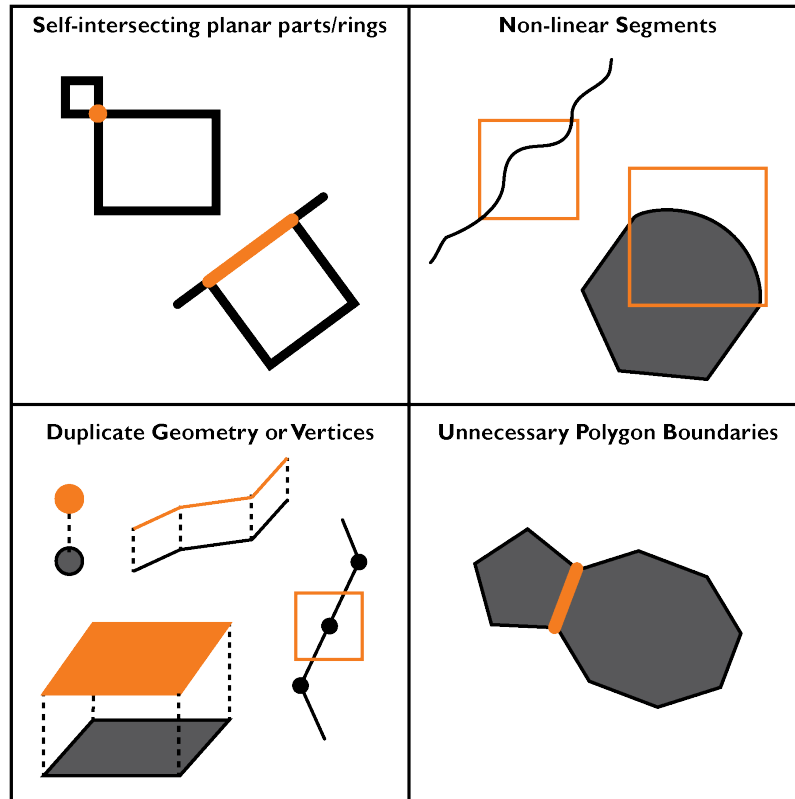 Self-intersecting planar parts/rings
Non-linear Segments
Duplicate Geometry or Vertices
Unnecessary Polygon Boundaries